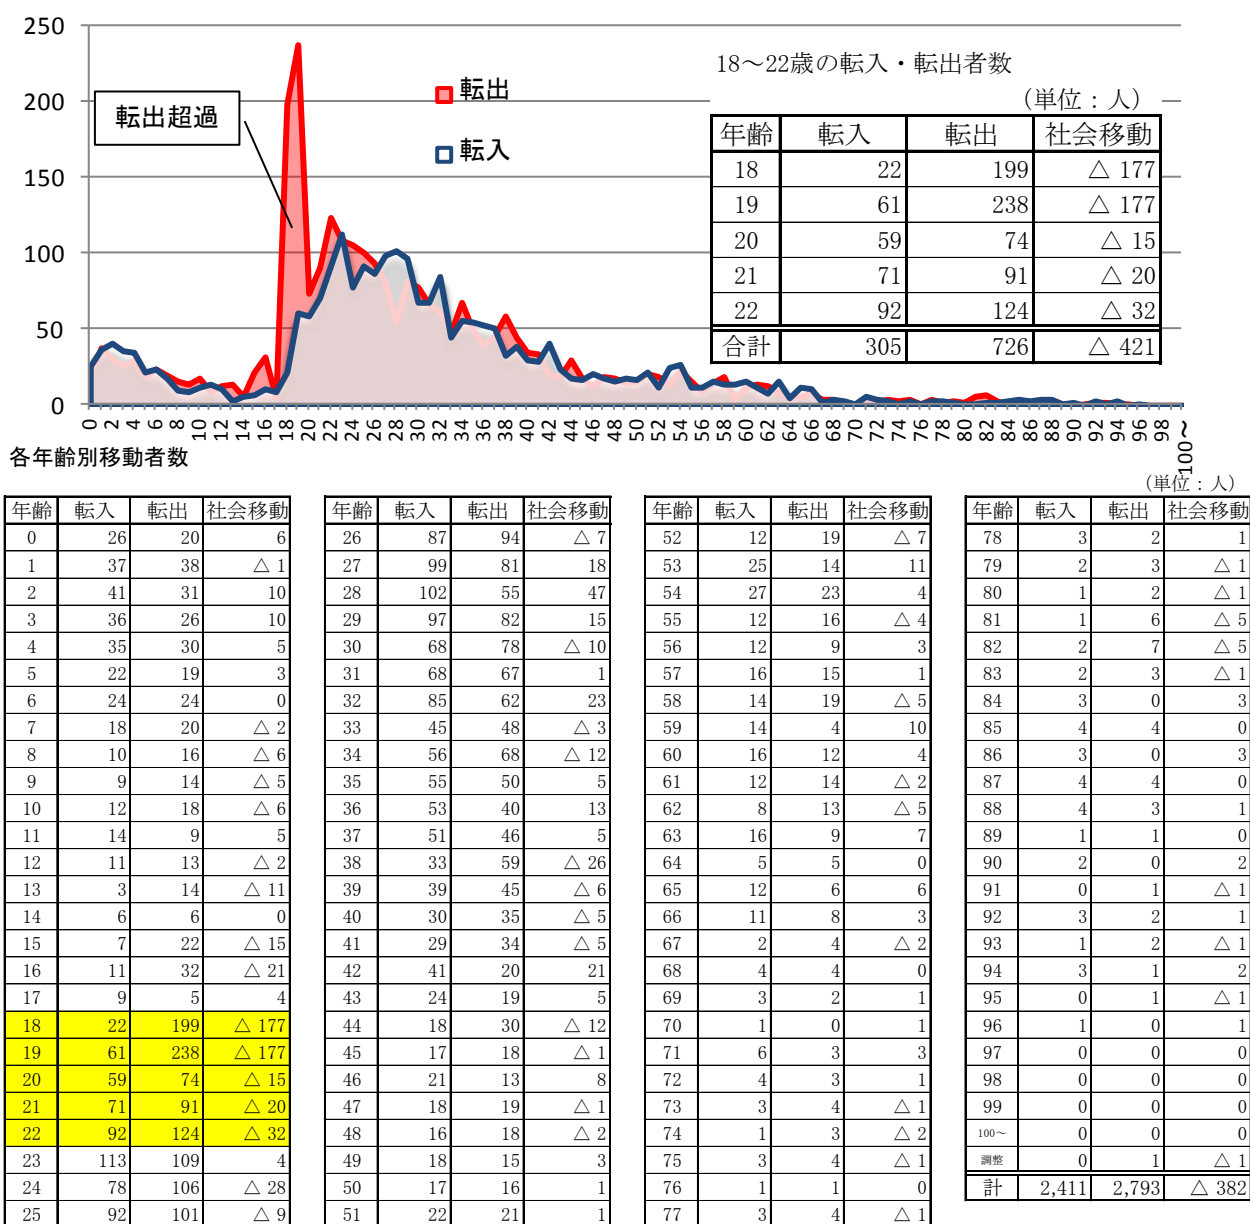 250
200
150
100
50
0
転出超過
転出
転入
18～22歳の転入・転出者数
（単位：人）
年齢 転入 転出 社会移動
18 22 199 △ 177
19 61 238 △ 177
20 59 74 △ 15
21 71 91 △ 20
22 92 124 △ 32
合計 305 726 △ 421
0 2 4 6 8 10 12 14 16 18 20 22 24 26 28 30 32 34 36 38 40 42 44 46 48 50 52 54 56 58 60 62 64 66 68 70 72 74 76 78 80 82 84 86 88 90 92 94 96 98 100～
各年齢別移動者数
（単位：人）
年齢 転入 転出 社会移動 年齢 転入 転出 社会移動 年齢 転入 転出 社会移動 年齢 転入 転出 社会移動
0 26 20 6 26 87 94 △ 7 52 12 19 △ 7 78 3 2 1
1 37 38 △ 1 27 99 81 18 53 25 14 11 79 2 3 △ 1
2 41 31 10 28 102 55 47 54 27 23 4 80 1 2 △ 1
3 36 26 10 29 97 82 15 55 12 16 △ 4 81 1 6 △ 5
4 35 30 5 30 68 78 △ 10 56 12 9 3 82 2 7 △ 5
5 22 19 3 31 68 67 1 57 16 15 1 83 2 3 △ 1
6 24 24 0 32 85 62 23 58 14 19 △ 5 84 3 0 3
7 18 20 △ 2 33 45 48 △ 3 59 14 4 10 85 4 4 0
8 10 16 △ 6 34 56 68 △ 12 60 16 12 4 86 3 0 3
9 9 14 △ 5 35 55 50 5 61 12 14 △ 2 87 4 4 0
10 12 18 △ 6 36 53 40 13 62 8 13 △ 5 88 4 3 1
11 14 9 5 37 51 46 5 63 16 9 7 89 1 1 0
12 11 13 △ 2 38 33 59 △ 26 64 5 5 0 90 2 0 2
13 3 14 △ 11 39 39 45 △ 6 65 12 6 6 91 0 1 △ 1
14 6 6 0 40 30 35 △ 5 66 11 8 3 92 3 2 1
15 7 22 △ 15 41 29 34 △ 5 67 2 4 △ 2 93 1 2 △ 1
16 11 32 △ 21 42 41 20 21 68 4 4 0 94 3 1 2
17 9 5 4 43 24 19 5 69 3 2 1 95 0 1 △ 1
18 22 199 △ 177 44 18 30 △ 12 70 1 0 1 96 1 0 1
19 61 238 △ 177 45 17 18 △ 1 71 6 3 3 97 0 0 0
20 59 74 △ 15 46 21 13 8 72 4 3 1 98 0 0 0
21 71 91 △ 20 47 18 19 △ 1 73 3 4 △ 1 99 0 0 0
22 92 124 △ 32 48 16 18 △ 2 74 1 3 △ 2 100～ 0 0 0
23 113 109 4 49 18 15 3 75 3 4 △ 1 調整 0 1 △ 1
24 78 106 △ 28 50 17 16 1 76 1 1 0 計 2,411 2,793 △ 382
25 92 101 △ 9 51 22 21 1 77 3 4 △ 1